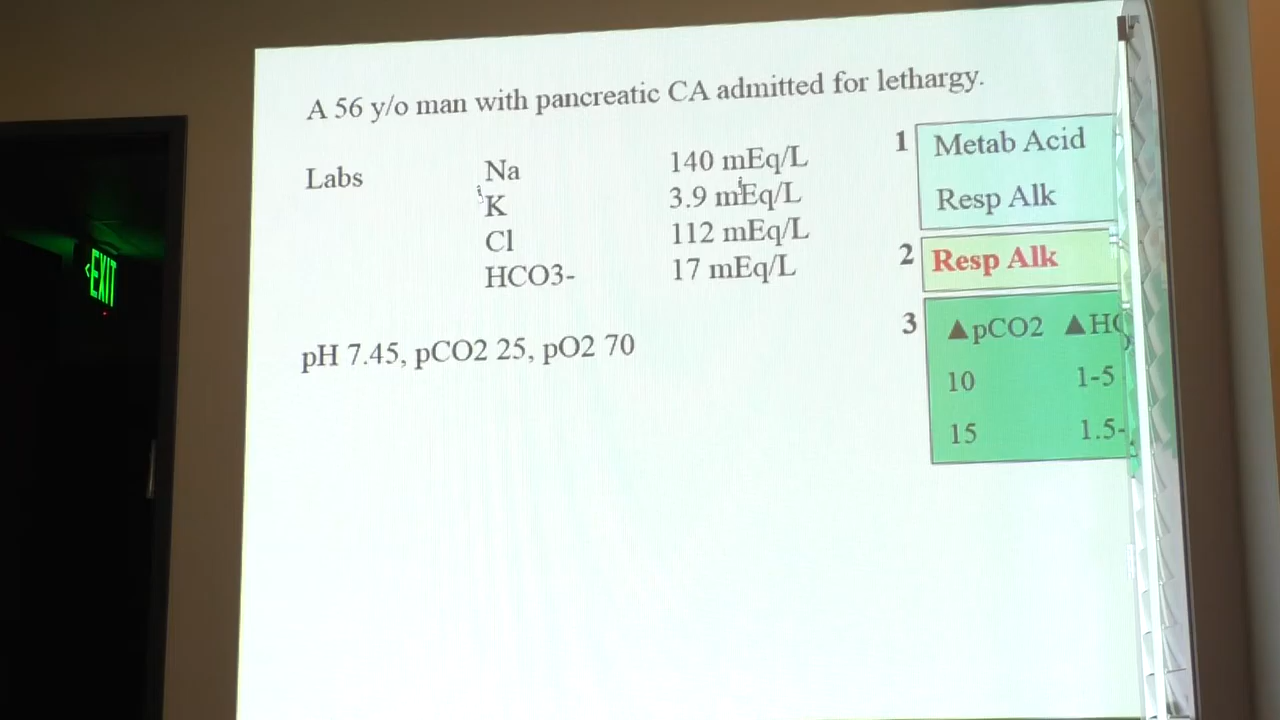 A 56 y/o man with pancreatic CA admitted for lethargy.
Labs Na 140 mEq/L
K 3.9 mEq/L
Cl 112 mEq/L
HCO3- 17 mEq/L
pH 7.45, pCO2 25, pO2 70
1 Metab Acid
Resp Alk
2 Resp Alk
3 ▲pCO2
10 1-5
15 1.5-
EXIT